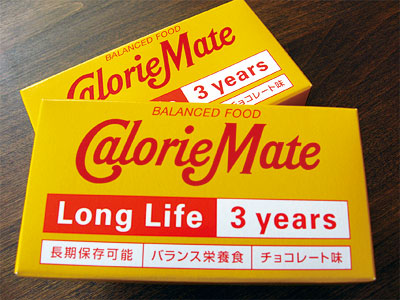 BALANCED FOOD
CalorieMate
3 years
チョコレート味
BALANCED FOOD
CalorieMate
Long Life 3 years
長期保存可能 バランス栄養食 チョコレート味